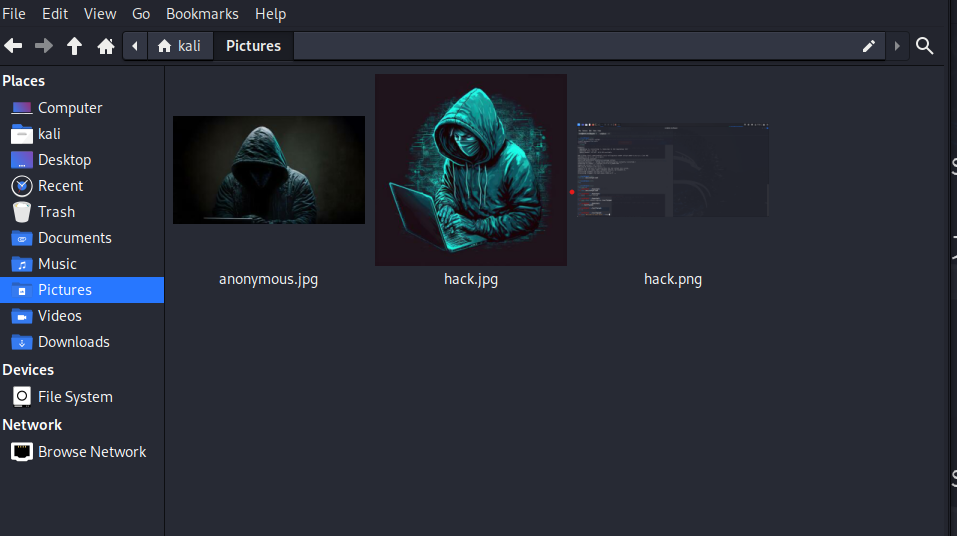 File Edit View Go Bookmarks Help
kali Pictures
Places
Computer
kali
Desktop
Recent
Trash
Documents
Music
Pictures
Videos
Downloads
Devices
File System
Network
Browse Network
anonymous.jpg hack.jpg hack.png